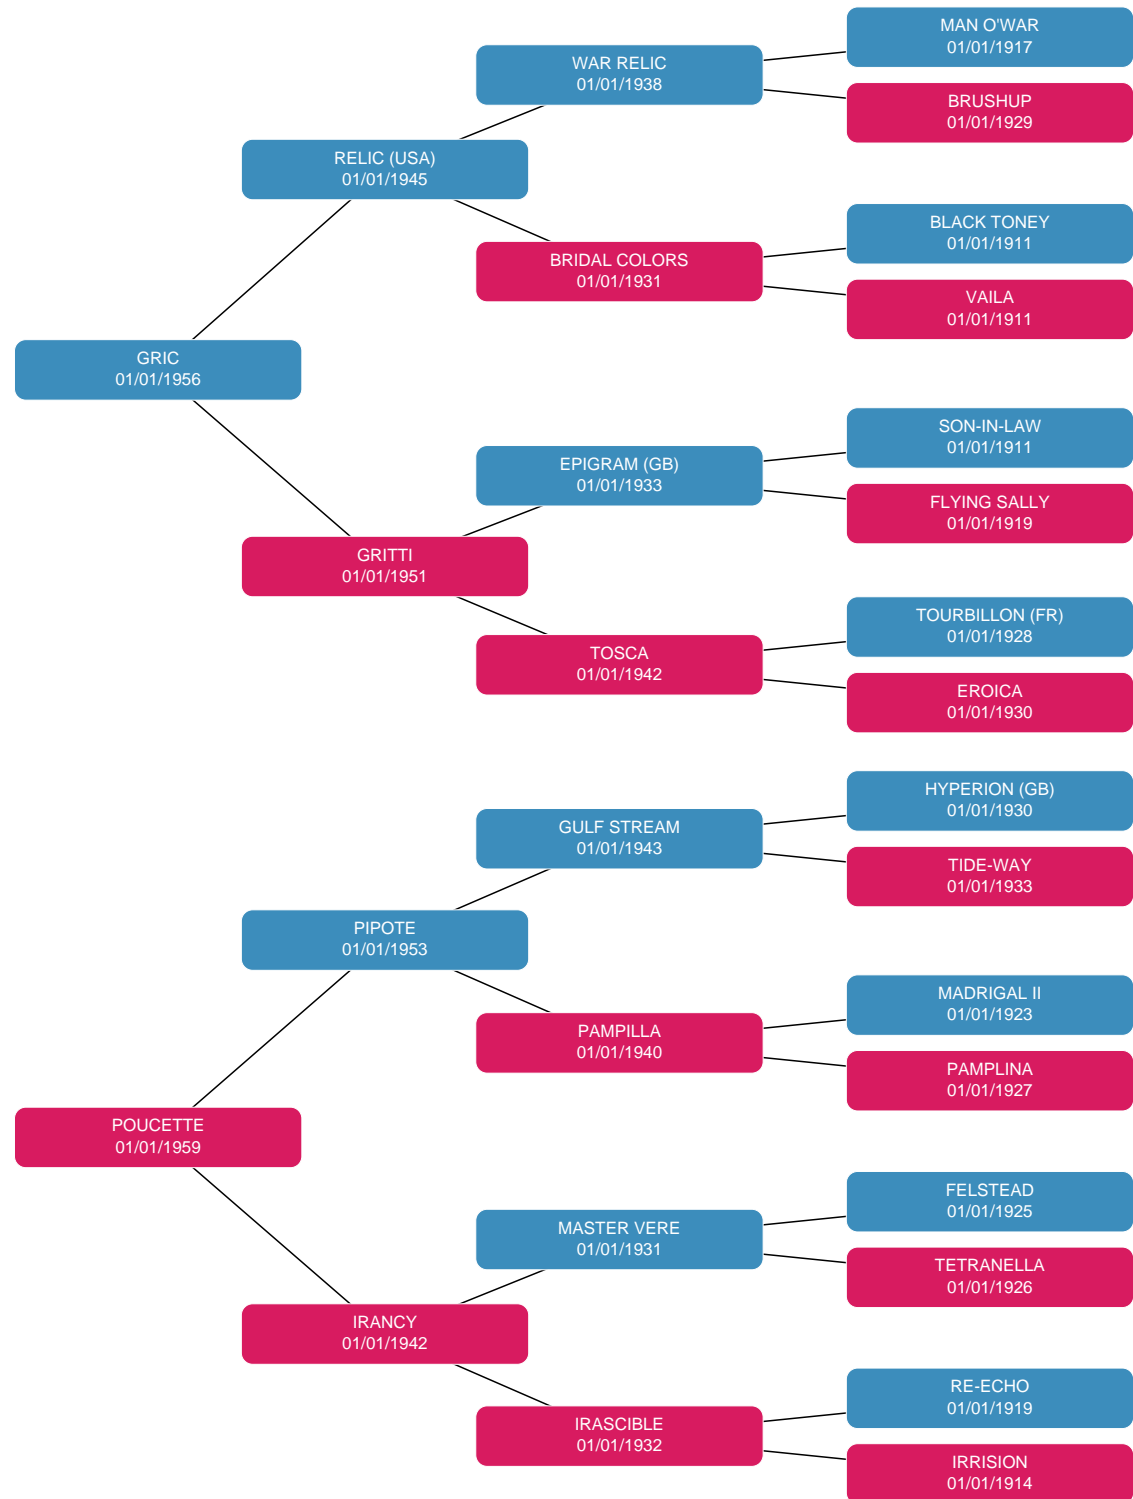 MAN O'WAR
01/01/1917
WAR RELIC
01/01/1938
BRUSHUP
01/01/1929
RELIC (USA)
01/01/1945
BLACK TONEY
01/01/1911
BRIDAL COLORS
01/01/1931
VAILA
01/01/1911
GRIC
01/01/1956
SON-IN-LAW
01/01/1911
EPIGRAM (GB)
01/01/1933
FLYING SALLY
01/01/1919
GRITTI
01/01/1951
TOURBILLON (FR)
01/01/1928
TOSCA
01/01/1942
EROICA
01/01/1930
HYPERION (GB)
01/01/1930
GULF STREAM
01/01/1943
TIDE-WAY
01/01/1933
PIPOTE
01/01/1953
MADRIGAL II
01/01/1923
PAMPILLA
01/01/1940
PAMPLINA
01/01/1927
POUCETTE
01/01/1959
FELSTEAD
01/01/1925
MASTER VERE
01/01/1931
TETRANELLA
01/01/1926
IRANCY
01/01/1942
RE-ECHO
01/01/1919
IRASCIBLE
01/01/1932
IRRISION
01/01/1914